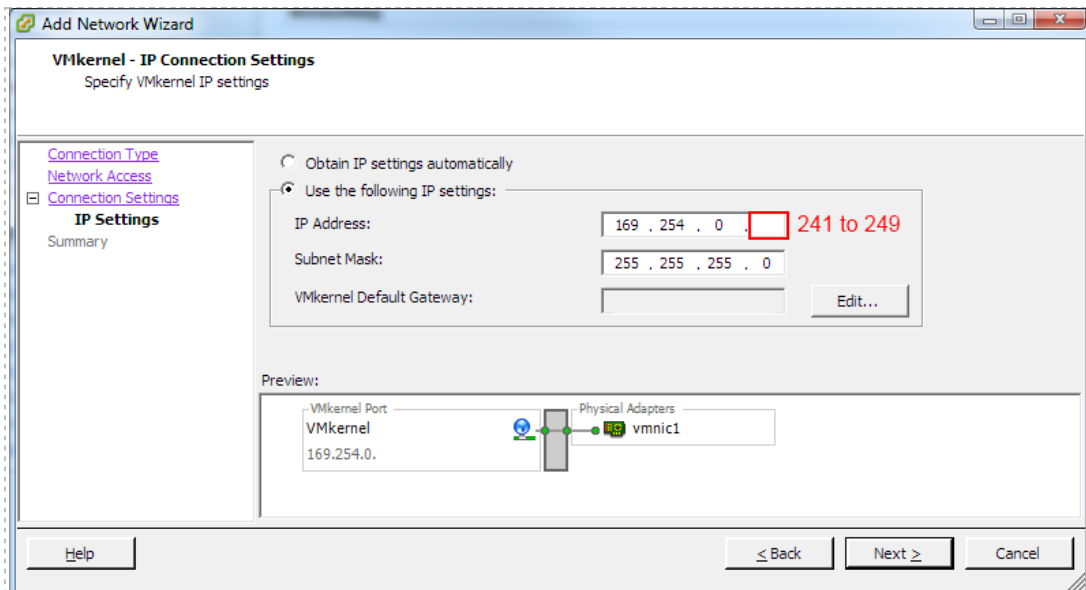 Add Network Wizard
VMkernel - IP Connection Settings
Specify VMkernel IP settings
Connection Type
Network Access
Connection Settings
IP Settings
Summary
Obtain IP settings automatically
Use the following IP settings:
IP Address: 169 . 254 . 0 . 241 to 249
Subnet Mask: 255 . 255 . 255 . 0
VMkernel Default Gateway: Edit...
Preview:
VMkernel Port Physical Adapters
VMkernel vmnic1
169.254.0.
Help < Back Next > Cancel